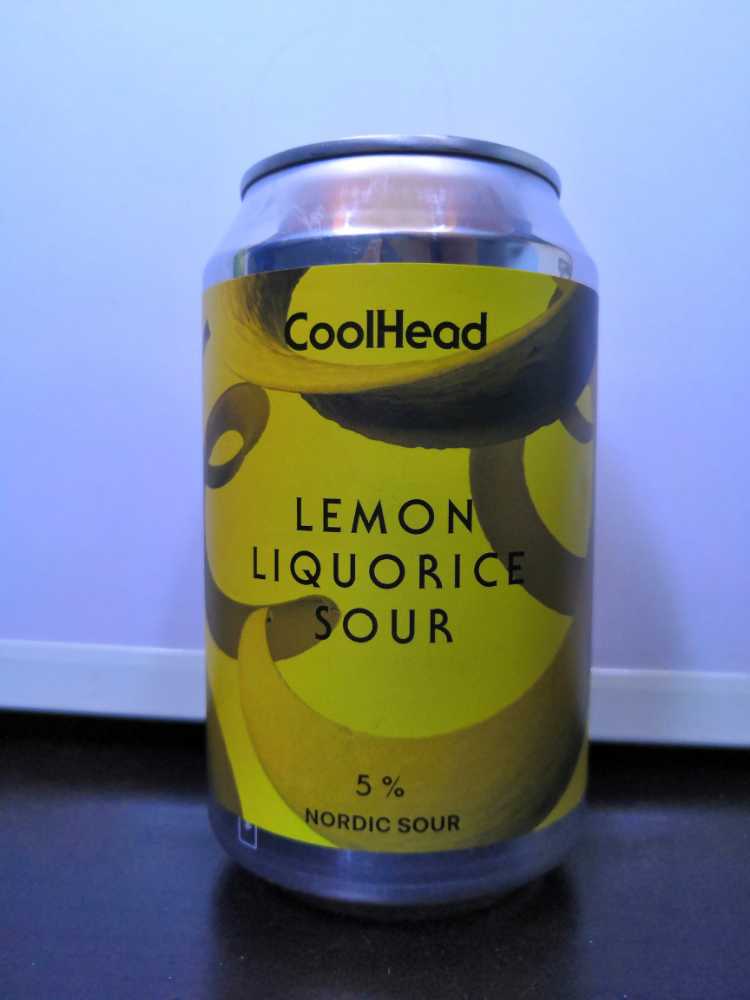 CoolHead
LEMON
LIQUORICE
SOUR
5 %
NORDIC SOUR